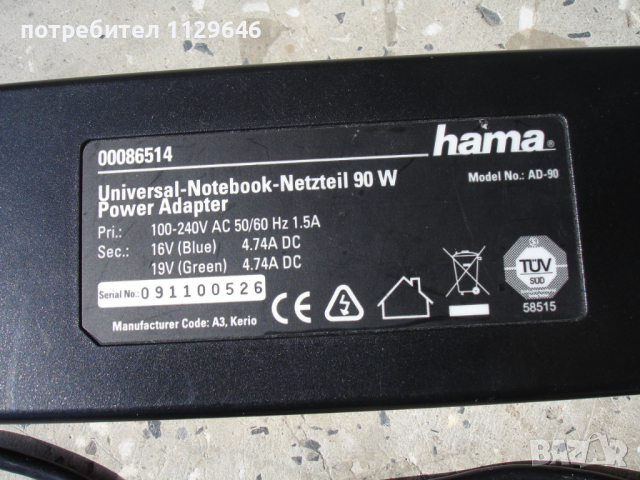 потребител 1129646
00086514
hama®
Universal-Notebook-Netzteil 90 W
Model No.: AD-90
Power Adapter
Pri.: 100-240V AC 50/60 Hz 1.5A
Sec.: 16V (Blue) 4.74A DC
19V (Green) 4.74A DC
Serial No.: 091100526
CE
TÜV
SÜD
58515
Manufacturer Code: A3, Kerio
BAZAR